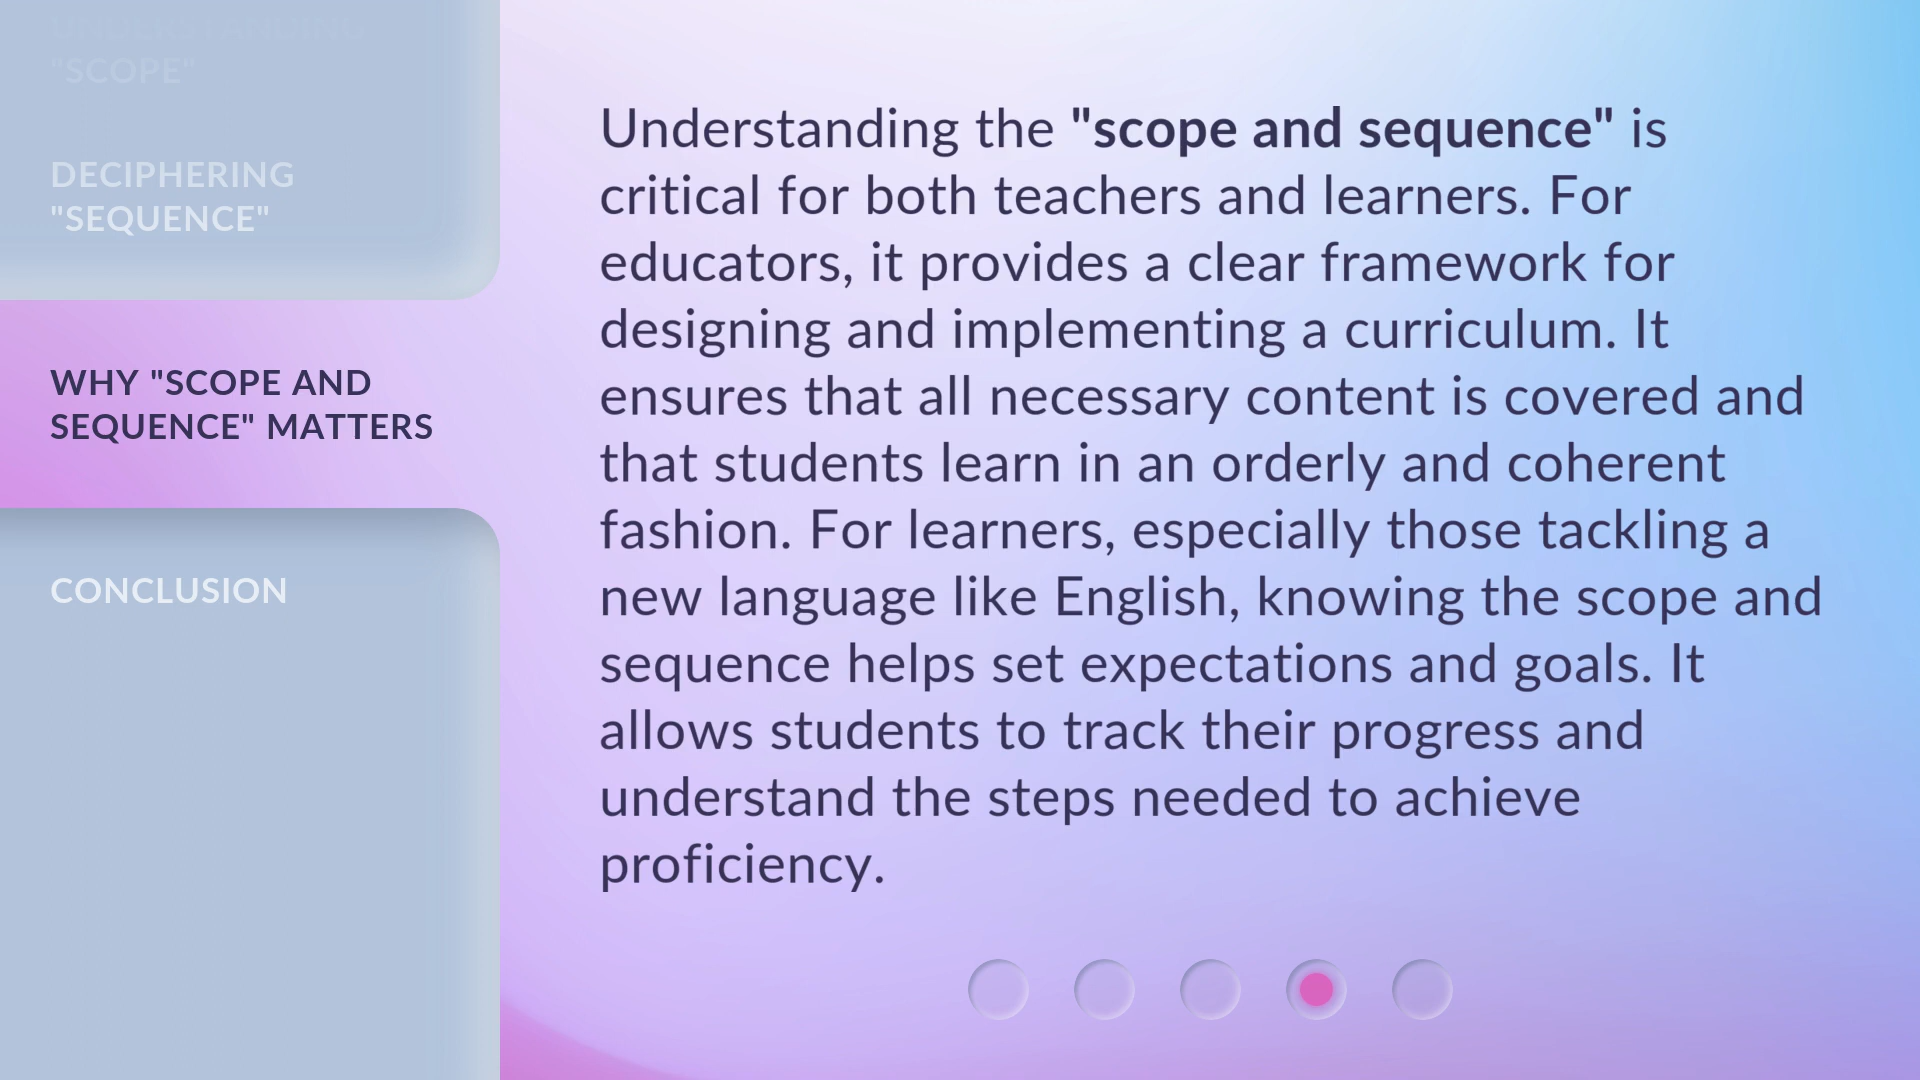 UNDERSTANDING
"SCOPE"
DECIPHERING
"SEQUENCE"
WHY "SCOPE AND
SEQUENCE" MATTERS
CONCLUSION
Understanding the "scope and sequence" is
critical for both teachers and learners. For
educators, it provides a clear framework for
designing and implementing a curriculum. It
ensures that all necessary content is covered and
that students learn in an orderly and coherent
fashion. For learners, especially those tackling a
new language like English, knowing the scope and
sequence helps set expectations and goals. It
allows students to track their progress and
understand the steps needed to achieve
proficiency.